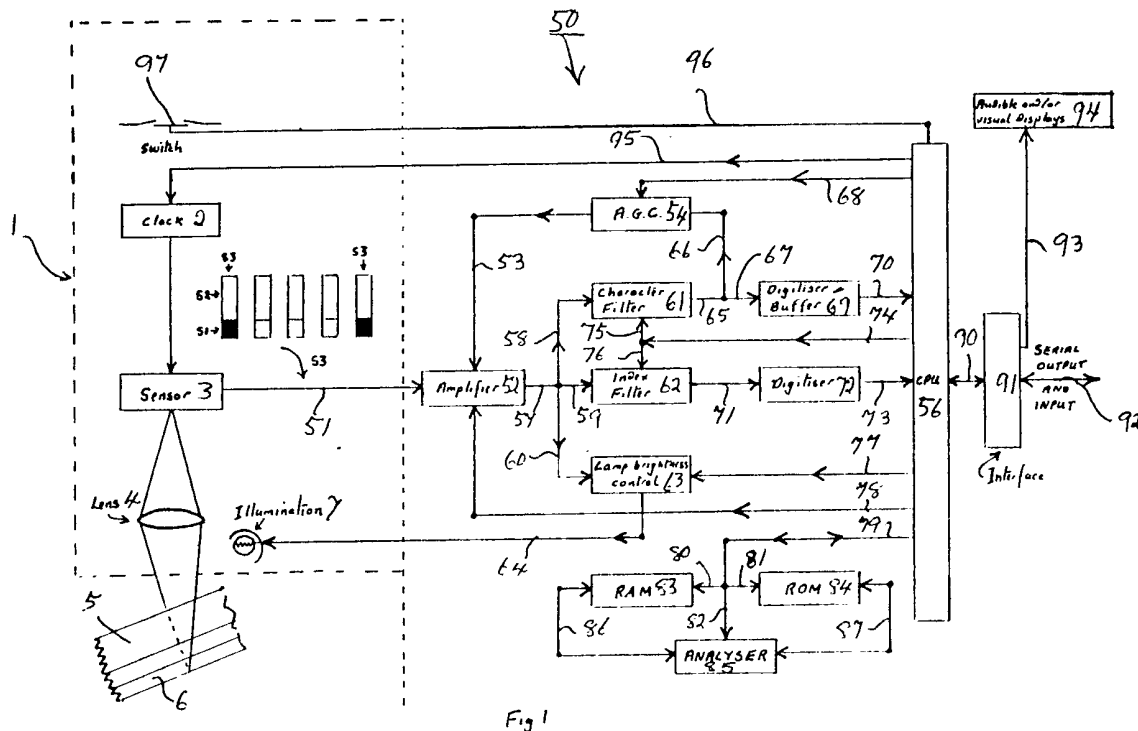 50
97
96
Audible and/or
visual Displays 94
Switch
95
68
1
Clock 2
A.G.C. 54
53
66
67
70
93
S3
S3
S2
S1
S3
Character
Filter 61
65
Digitiser
Buffer 69
58
75
76
74
90
SERIAL
OUTPUT
AND
INPUT
Sensor 3
51
Amplifier 52
57
59
Index
Filter 62
71
Digitiser 72
73
CPU
56
91
92
60
Lamp brightness
control 63
77
Interface
Lens 4
Illumination 7
78
79
64
80
81
5
RAM 83
ROM 84
86
82
87
ANALYSER
85
6
Fig 1